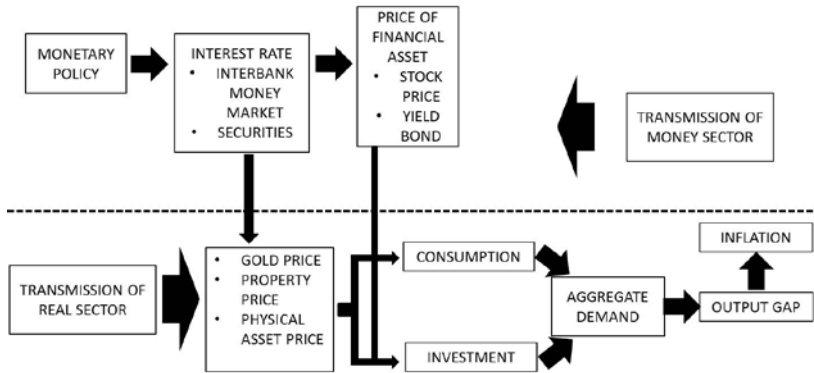 MONETARY
POLICY
INTEREST RATE
• INTERBANK
MONEY
MARKET
• SECURITIES
PRICE OF
FINANCIAL
ASSET
• STOCK
PRICE
• YIELD
BOND
TRANSMISSION OF
MONEY SECTOR
TRANSMISSION OF
REAL SECTOR
• GOLD PRICE
• PROPERTY
PRICE
• PHYSICAL
ASSET PRICE
CONSUMPTION
INVESTMENT
AGGREGATE
DEMAND
INFLATION
OUTPUT GAP